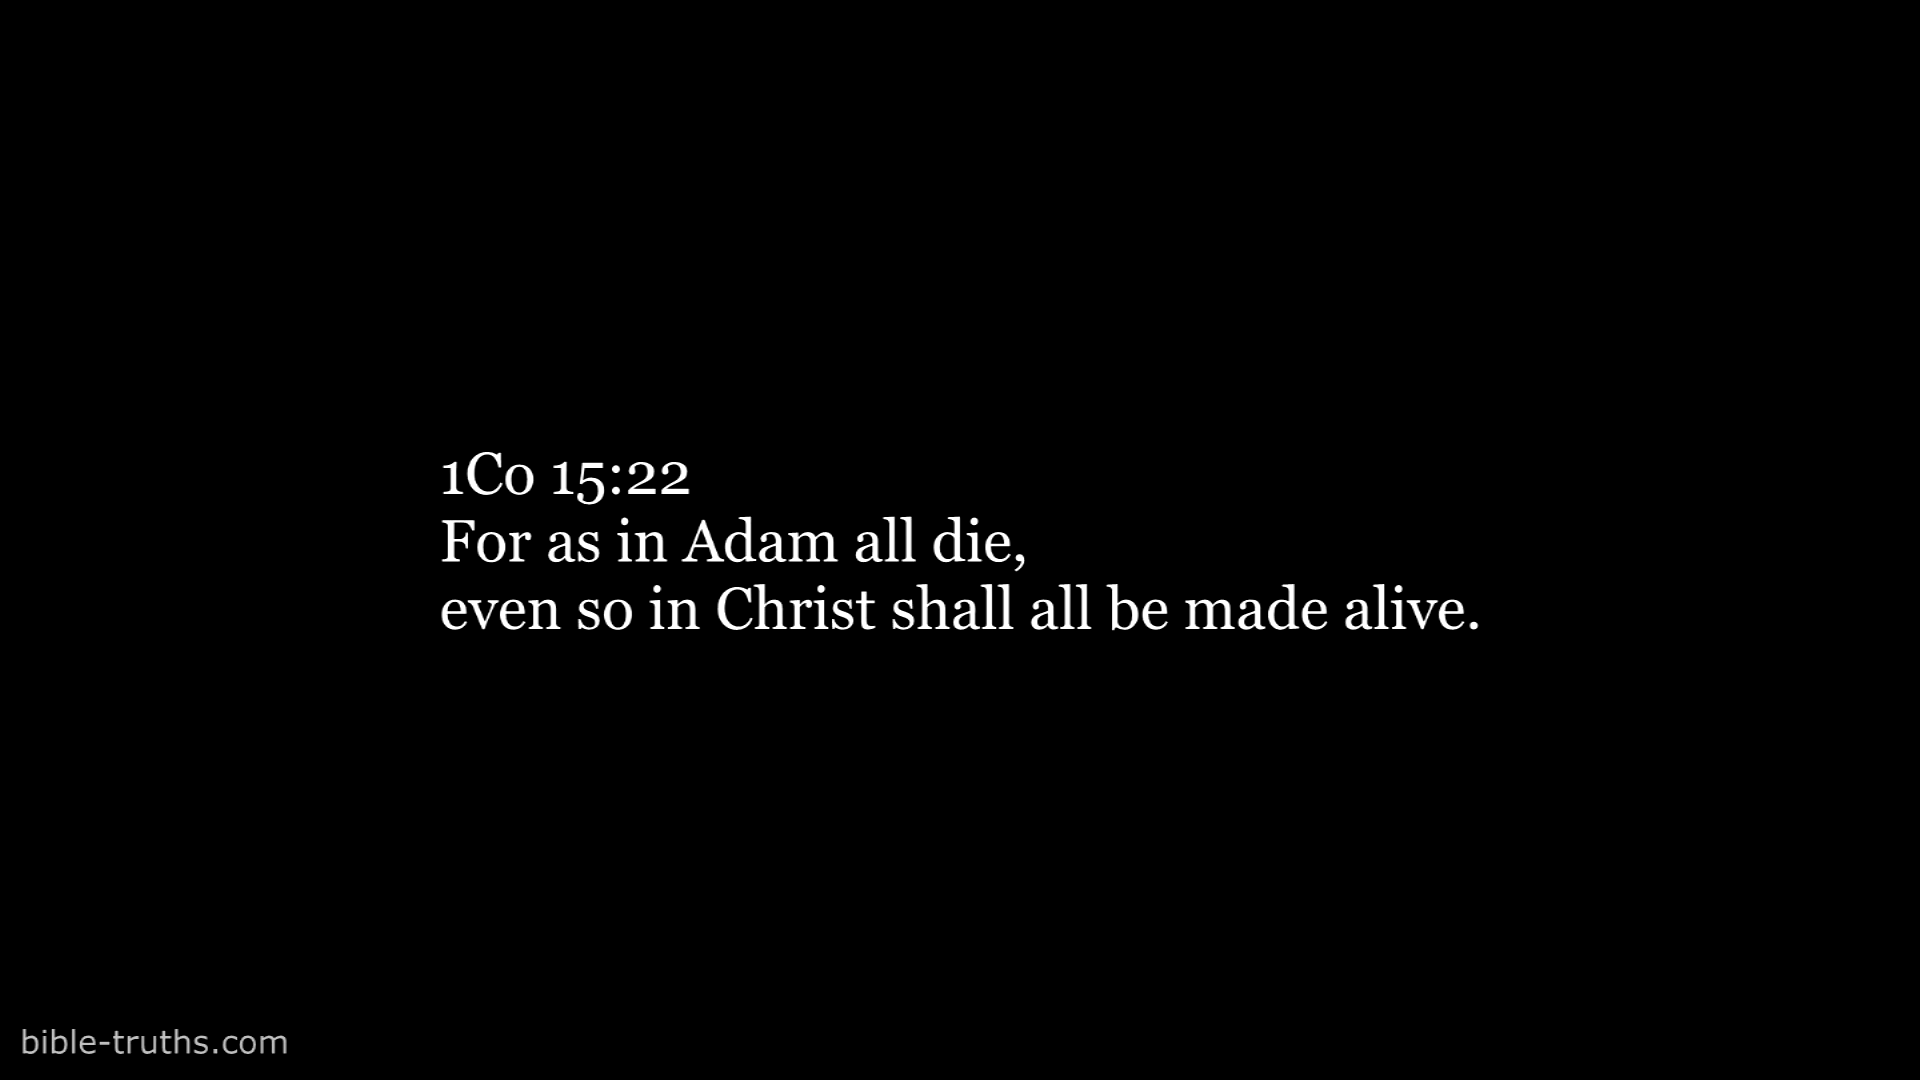 1Co 15:22
For as in Adam all die,
even so in Christ shall all be made alive.
bible-truths.com